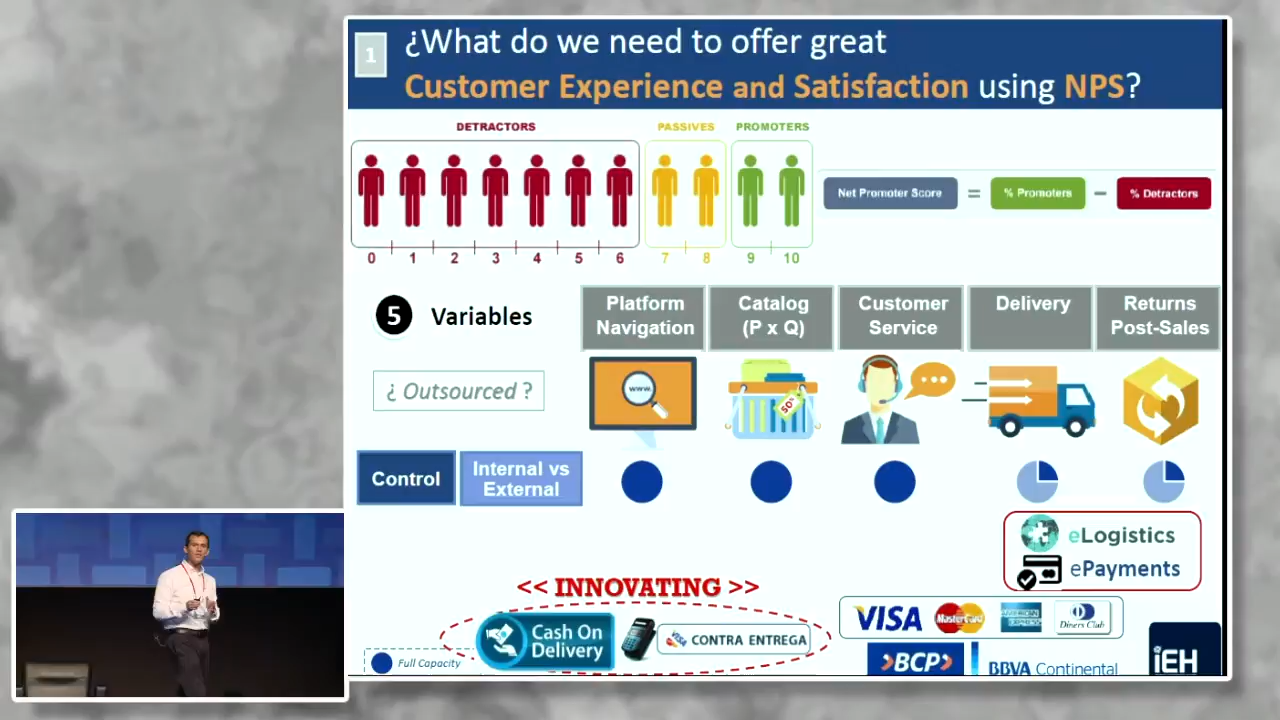 1
¿What do we need to offer great
Customer Experience and Satisfaction using NPS?
DETRACTORS
PASSIVES
PROMOTERS
0 1 2 3 4 5 6 7 8 9 10
Net Promoter Score = % Promoters – % Detractors
5 Variables
Platform
Navigation
Catalog
(P x Q)
Customer
Service
Delivery
Returns
Post-Sales
¿ Outsourced ?
www.
50%
Control
Internal vs
External
eLogistics
ePayments
<< INNOVATING >>
Cash On
Delivery
VISA CONTRA ENTREGA
Full Capacity
VISA MasterCard AMERICAN EXPRESS Diners Club
BCP
BBVA Continental
iEH